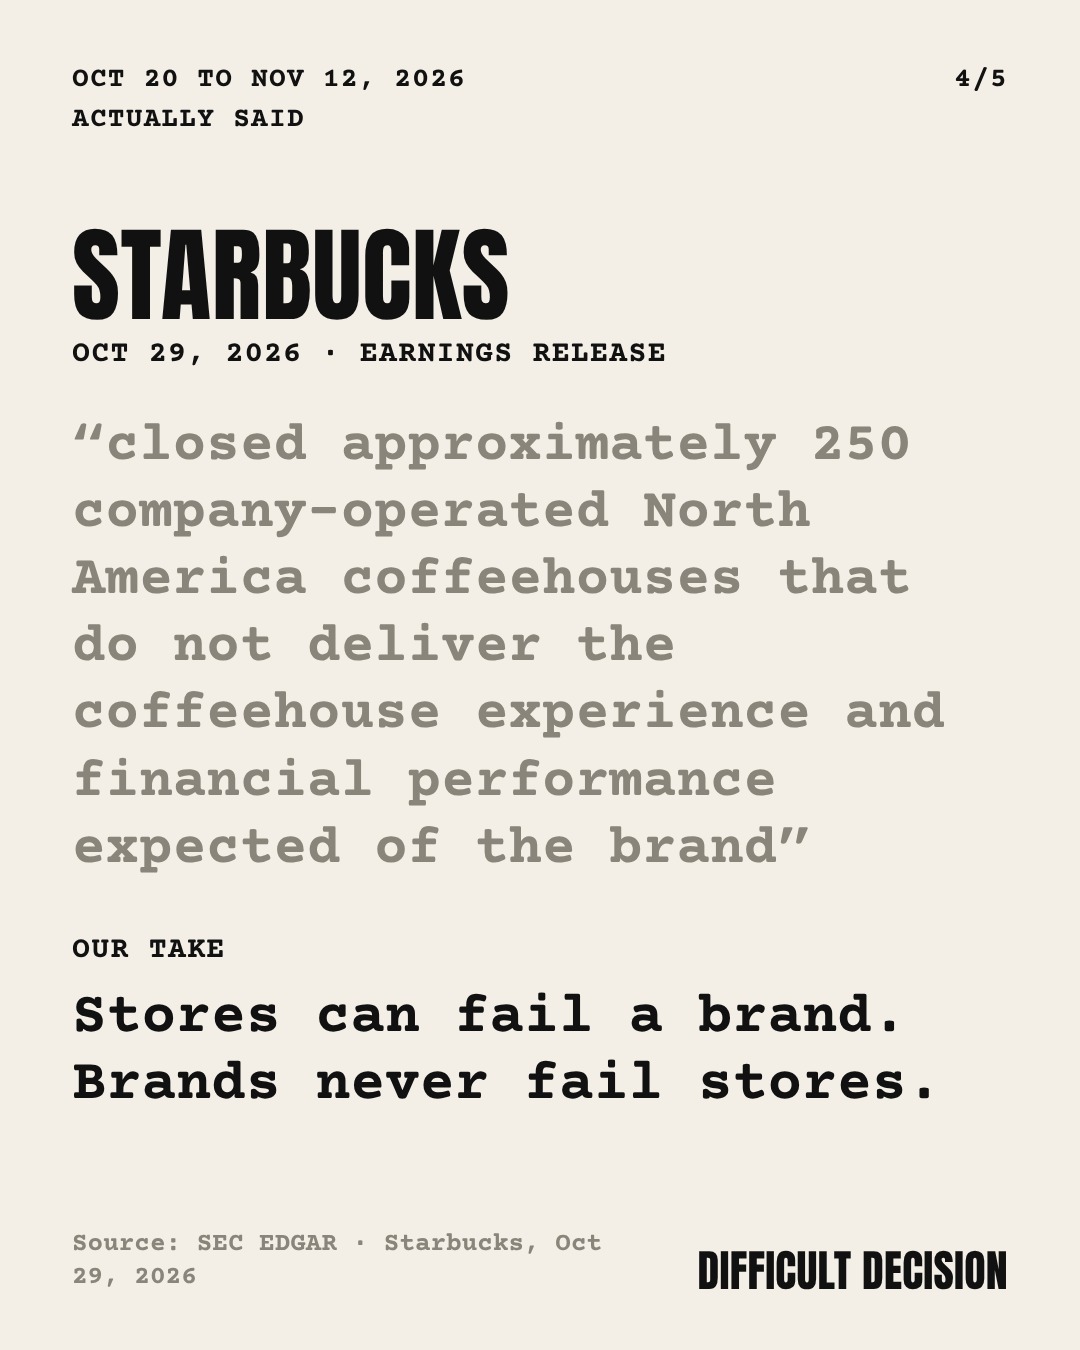 OCT 20 TO NOV 12, 2026
4/5
ACTUALLY SAID
STARBUCKS
OCT 29, 2026 · EARNINGS RELEASE
“closed approximately 250
company-operated North
America coffeehouses that
do not deliver the
coffeehouse experience and
financial performance
expected of the brand”
OUR TAKE
Stores can fail a brand.
Brands never fail stores.
Source: SEC EDGAR · Starbucks, Oct
29, 2026
DIFFICULT DECISION